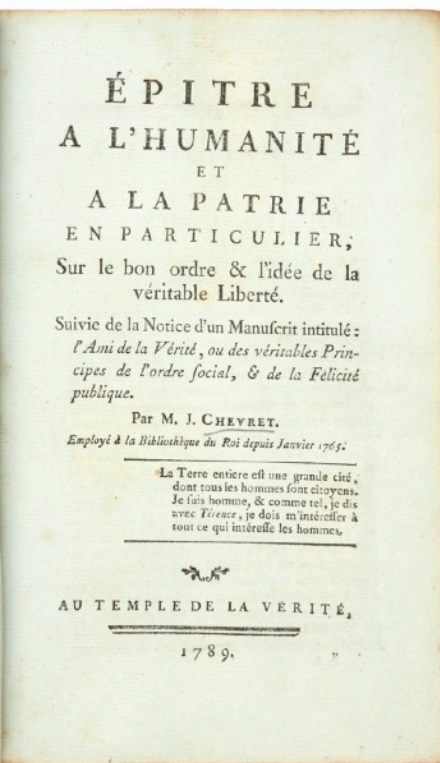 ÉPITRE
A L'HUMANITÉ
ET
A LA PATRIE
EN PARTICULIER,
Sur le bon ordre & l'idée de la
véritable Liberté.
Suivie de la Notice d'un Manuſcrit intitulé :
l'Ami de la Vérité, ou des véritables Prin-
cipes de l'ordre ſocial, & de la Félicité
publique.
Par M. J. CHEVRET.
Employé à la Bibliothèque du Roi depuis Janvier 1765.
La Terre entiere eſt une grande cité,
dont tous les hommes ſont citoyens.
Je ſuis homme, & comme tel, je dis
avec Térence, je dois m'intéreſſer à
tout ce qui intéreſſe les hommes.
AU TEMPLE DE LA VÉRITÉ,
1789.